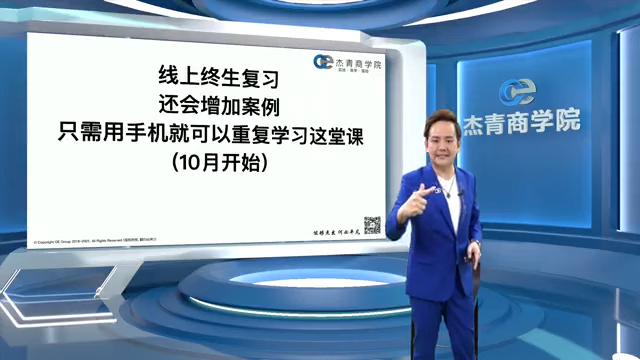 杰青商学院
线上终生复习
还会增加案例
只需用手机就可以重复学习这堂课
（10月开始）
杰青商学院